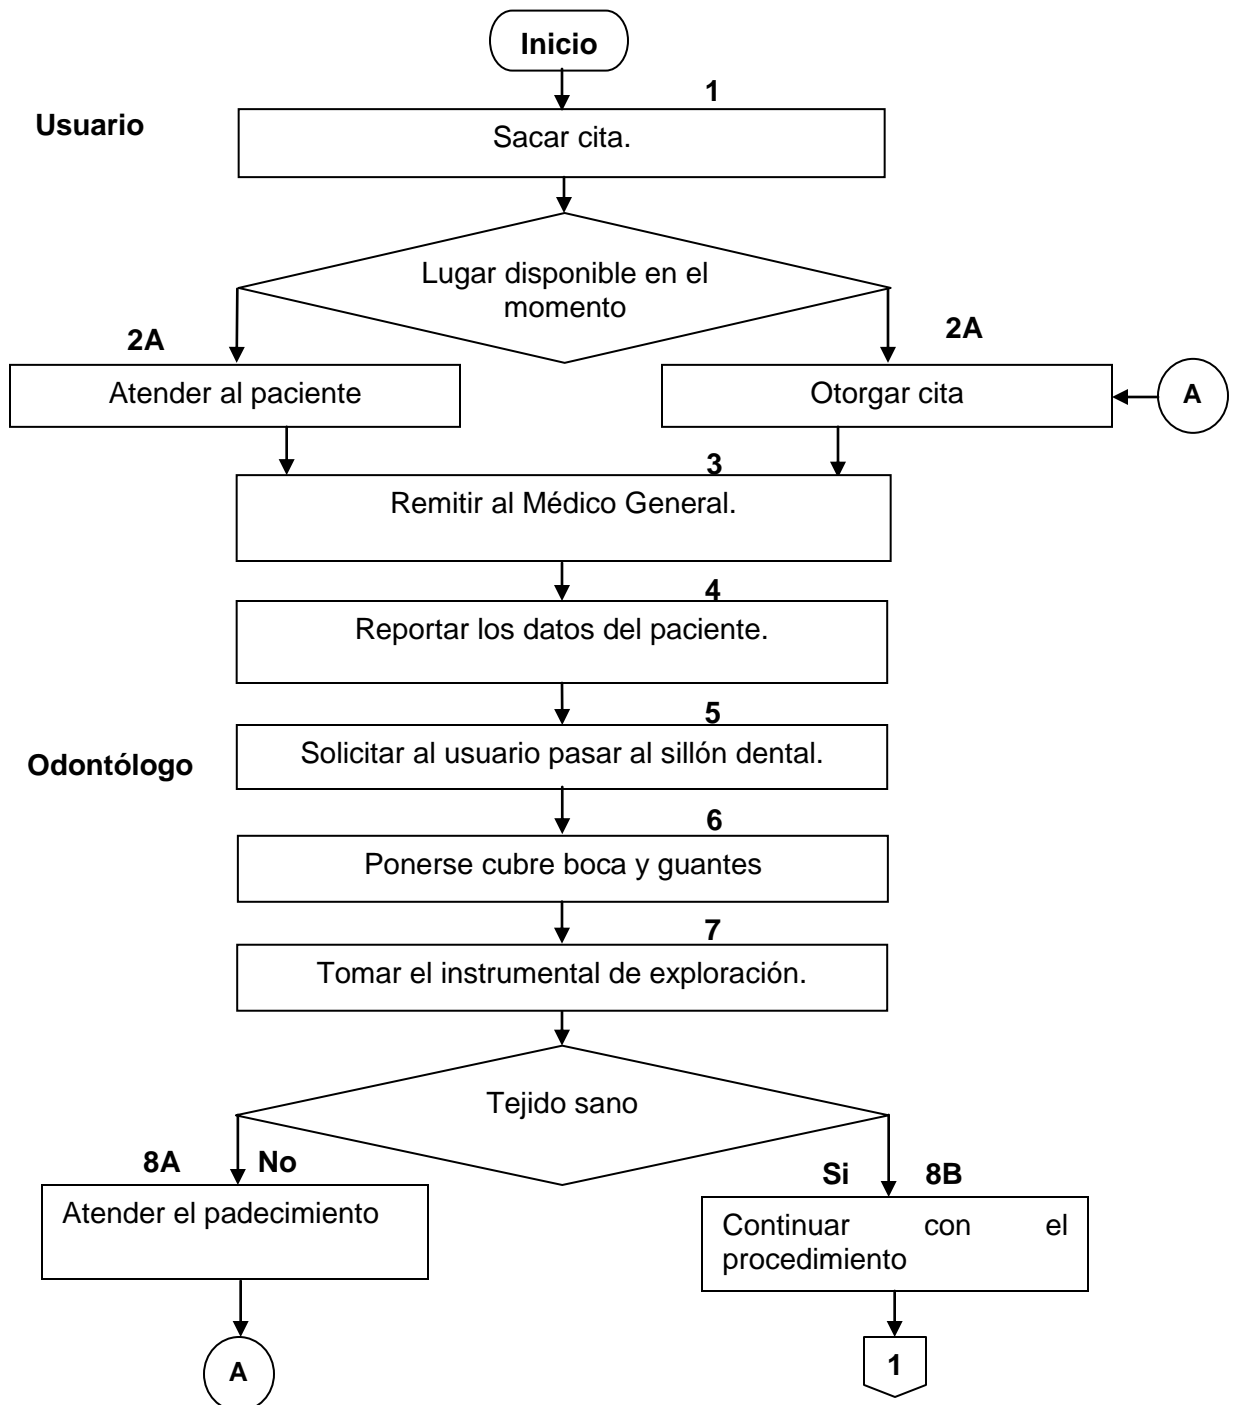 Inicio
1
Usuario
Sacar cita.
Lugar disponible en el
momento
2A
2A
Atender al paciente
Otorgar cita
A
3
Remitir al Médico General.
4
Reportar los datos del paciente.
5
Solicitar al usuario pasar al sillón dental.
Odontólogo
6
Ponerse cubre boca y guantes
7
Tomar el instrumental de exploración.
Tejido sano
8A No
Si 8B
Atender el padecimiento
Continuar con el
procedimiento
A
1